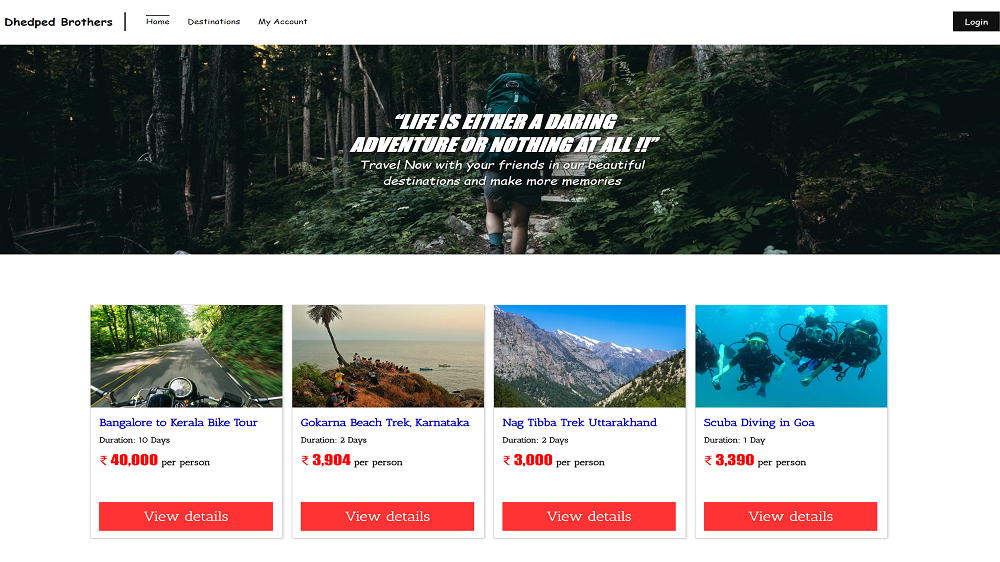 Dhedped Brothers
Home
Destinations
My Account
Login
“LIFE IS EITHER A DARING
ADVENTURE OR NOTHING AT ALL !!”
Travel Now with your friends in our beautiful
destinations and make more memories
Bangalore to Kerala Bike Tour
Duration: 10 Days
₹ 40,000 per person
View details
Gokarna Beach Trek, Karnataka
Duration: 2 Days
₹ 3,904 per person
View details
Nag Tibba Trek Uttarakhand
Duration: 2 Days
₹ 3,000 per person
View details
Scuba Diving in Goa
Duration: 1 Day
₹ 3,390 per person
View details